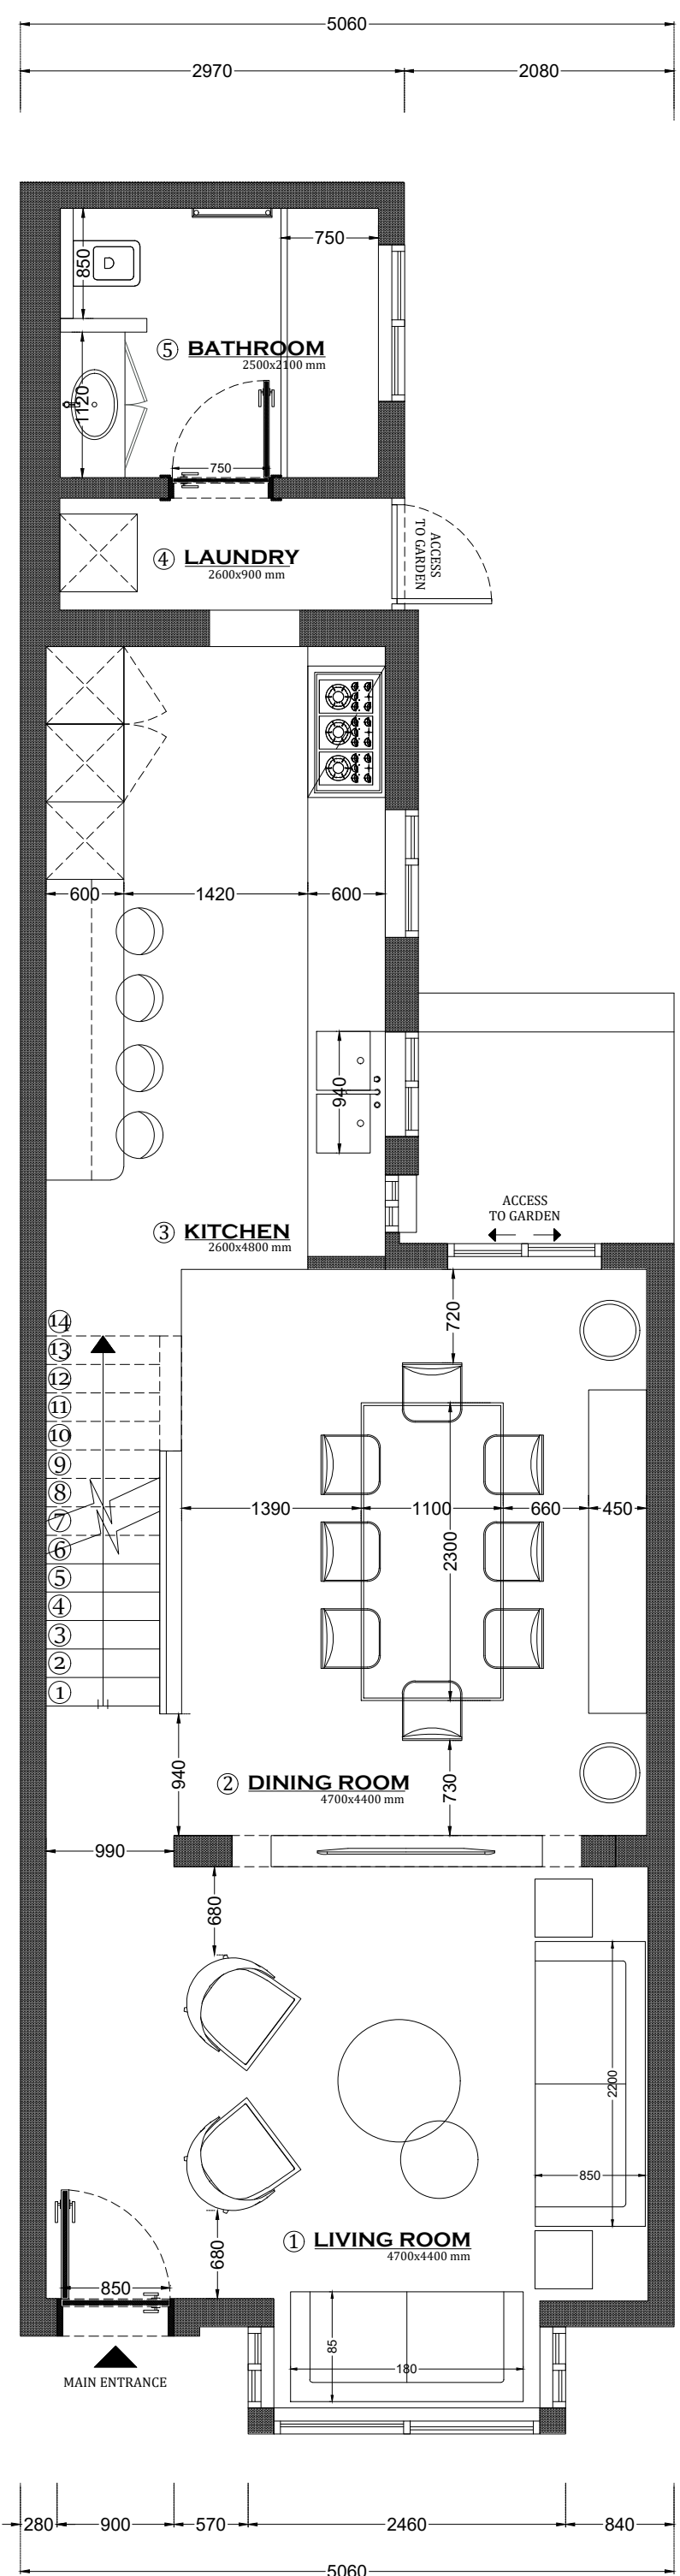 5060
2970 2080
750
850
⑤ BATHROOM
2500x2100 mm
1120
750
④ LAUNDRY
2600x900 mm
ACCESS
TO GARDEN
600 1420 600
940
ACCESS
TO GARDEN
③ KITCHEN
2600x4800 mm
720
⑭
⑬
⑫
⑪
⑩
⑨
⑧
⑦
⑥
⑤
④
③
②
①
1390 1100 660 450
2300
940
② DINING ROOM
4700x4400 mm
730
990
680
2200
850
① LIVING ROOM
4700x4400 mm
680
850
85
180
MAIN ENTRANCE
280 900 570 2460 840
5060